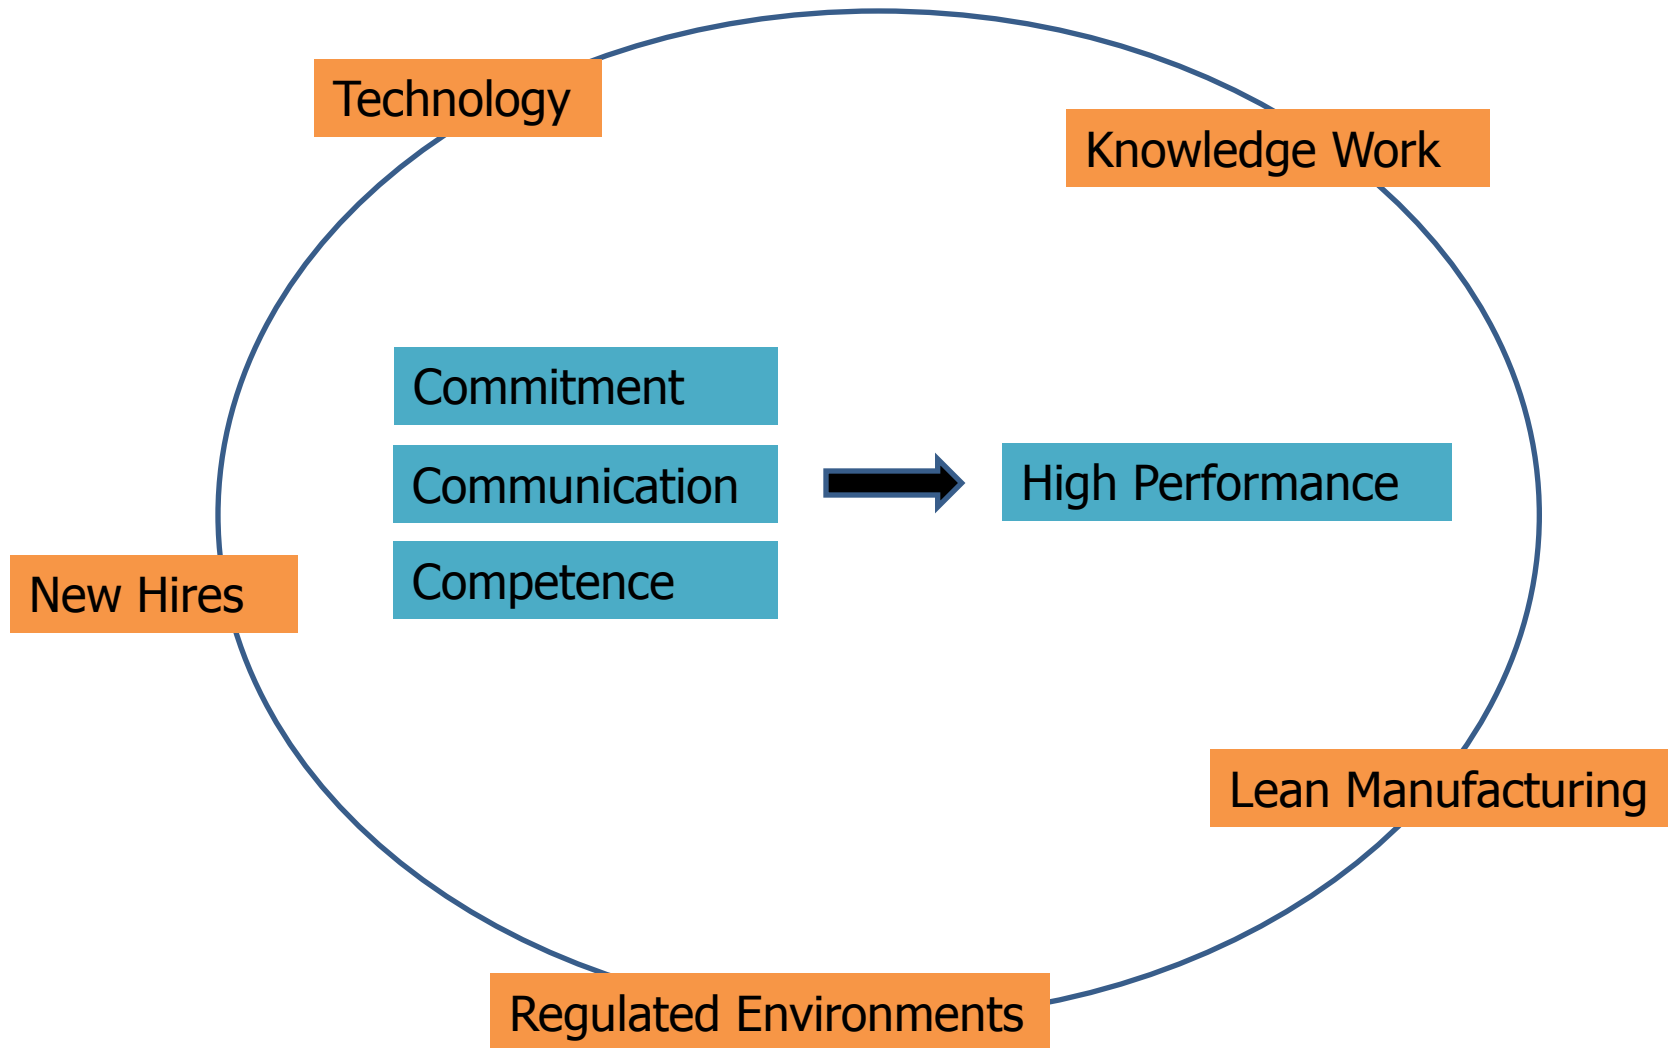 Technology
Knowledge Work
Commitment
Communication
High Performance
Competence
New Hires
Lean Manufacturing
Regulated Environments